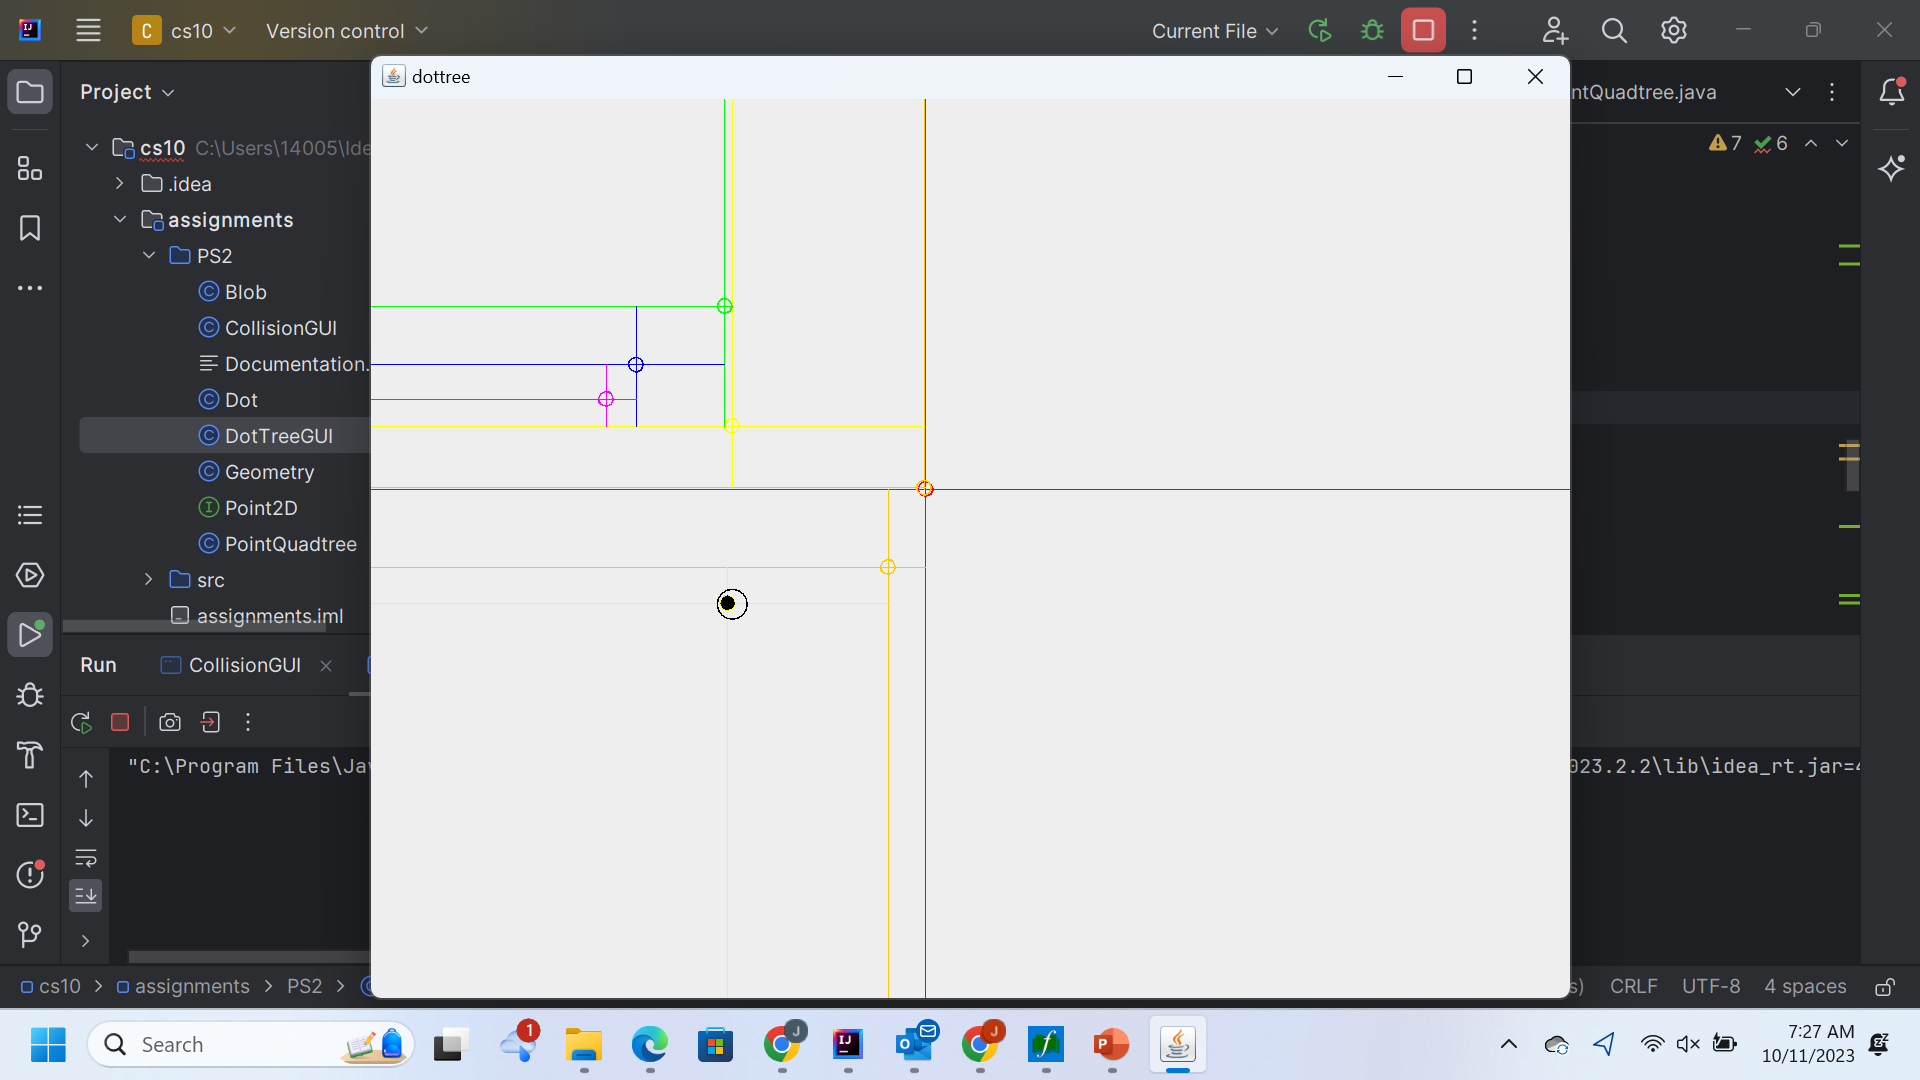 cs10
Version control
Current File
dottree
Project
ntQuadtree.java
cs10 C:\Users\14005\Ide
7
6
.idea
assignments
PS2
Blob
CollisionGUI
Documentation.
Dot
DotTreeGUI
Geometry
Point2D
PointQuadtree
src
assignments.iml
Run
CollisionGUI
"C:\Program Files\Ja
023.2.2\lib\idea_rt.jar=4
cs10 > assignments > PS2 >
s)
CRLF
UTF-8
4 spaces
Search
1
7:27 AM
10/11/2023